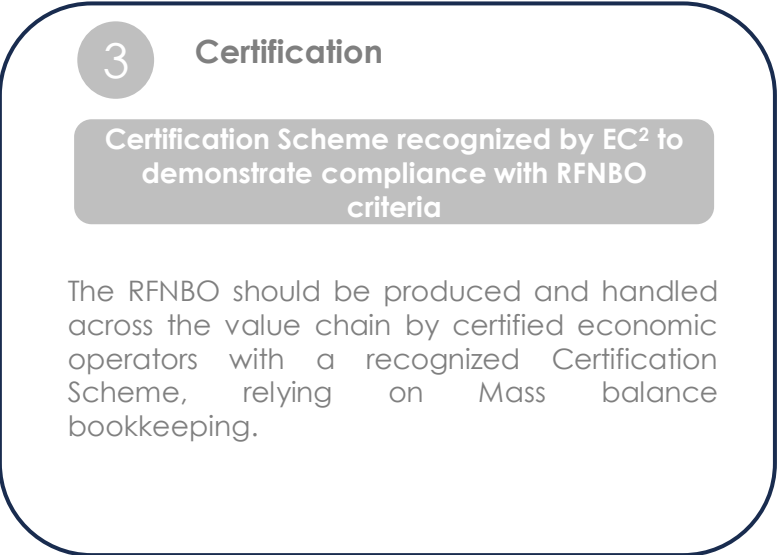 3 Certification
Certification Scheme recognized by EC² to
demonstrate compliance with RFNBO
criteria
The RFNBO should be produced and handled
across the value chain by certified economic
operators with a recognized Certification
Scheme, relying on Mass balance
bookkeeping.